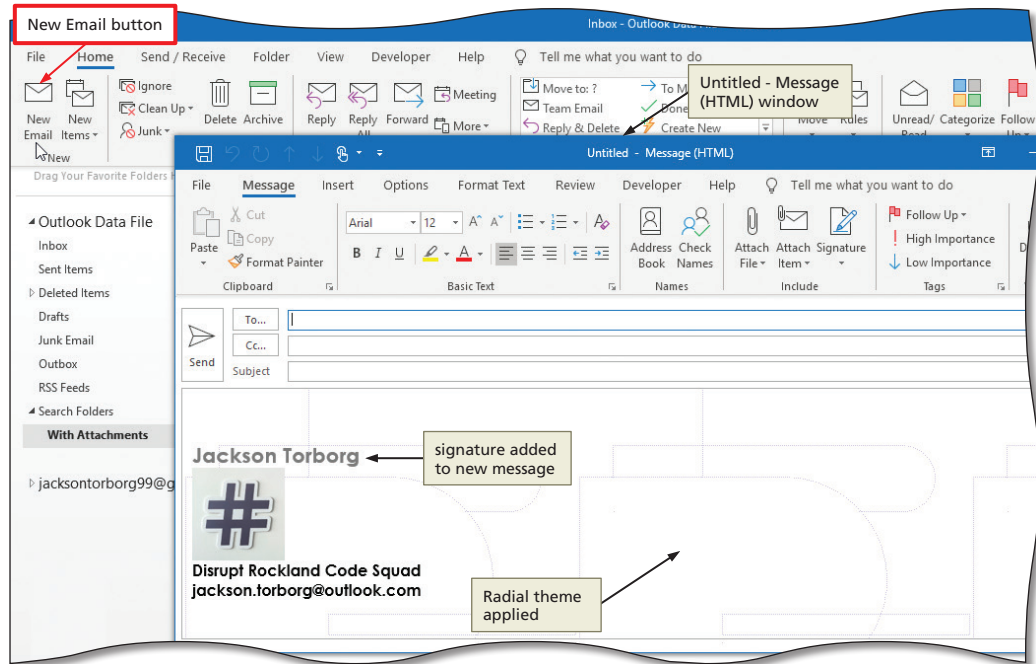 New Email button
Inbox - Outlook Data
File Home Send / Receive Folder View Developer Help Tell me what you want to do
Untitled - Message
(HTML) window
New
Email
New
Items
Ignore
Clean Up
Junk
Delete
Archive
Reply
Reply
All
Forward
Meeting
More
Move to: ?
Team Email
Reply & Delete
To M
Done
Create New
Move
Rules
Unread/
Read
Categorize
Follow
Up
New
Drag Your Favorite Folders
Outlook Data File
Inbox
Sent Items
Deleted Items
Drafts
Junk Email
Outbox
RSS Feeds
Search Folders
With Attachments
jacksontorborg99@g
Untitled - Message (HTML)
File Message Insert Options Format Text Review Developer Help Tell me what you want to do
Paste
Cut
Copy
Format Painter
Clipboard
Arial 12
B I U
Basic Text
Address
Book
Check
Names
Names
Attach
File
Attach
Item
Signature
Include
Follow Up
High Importance
Low Importance
Tags
D
Send
To...
Cc...
Subject
Jackson Torborg
signature added
to new message
#
Disrupt Rockland Code Squad
jackson.torborg@outlook.com
Radial theme
applied